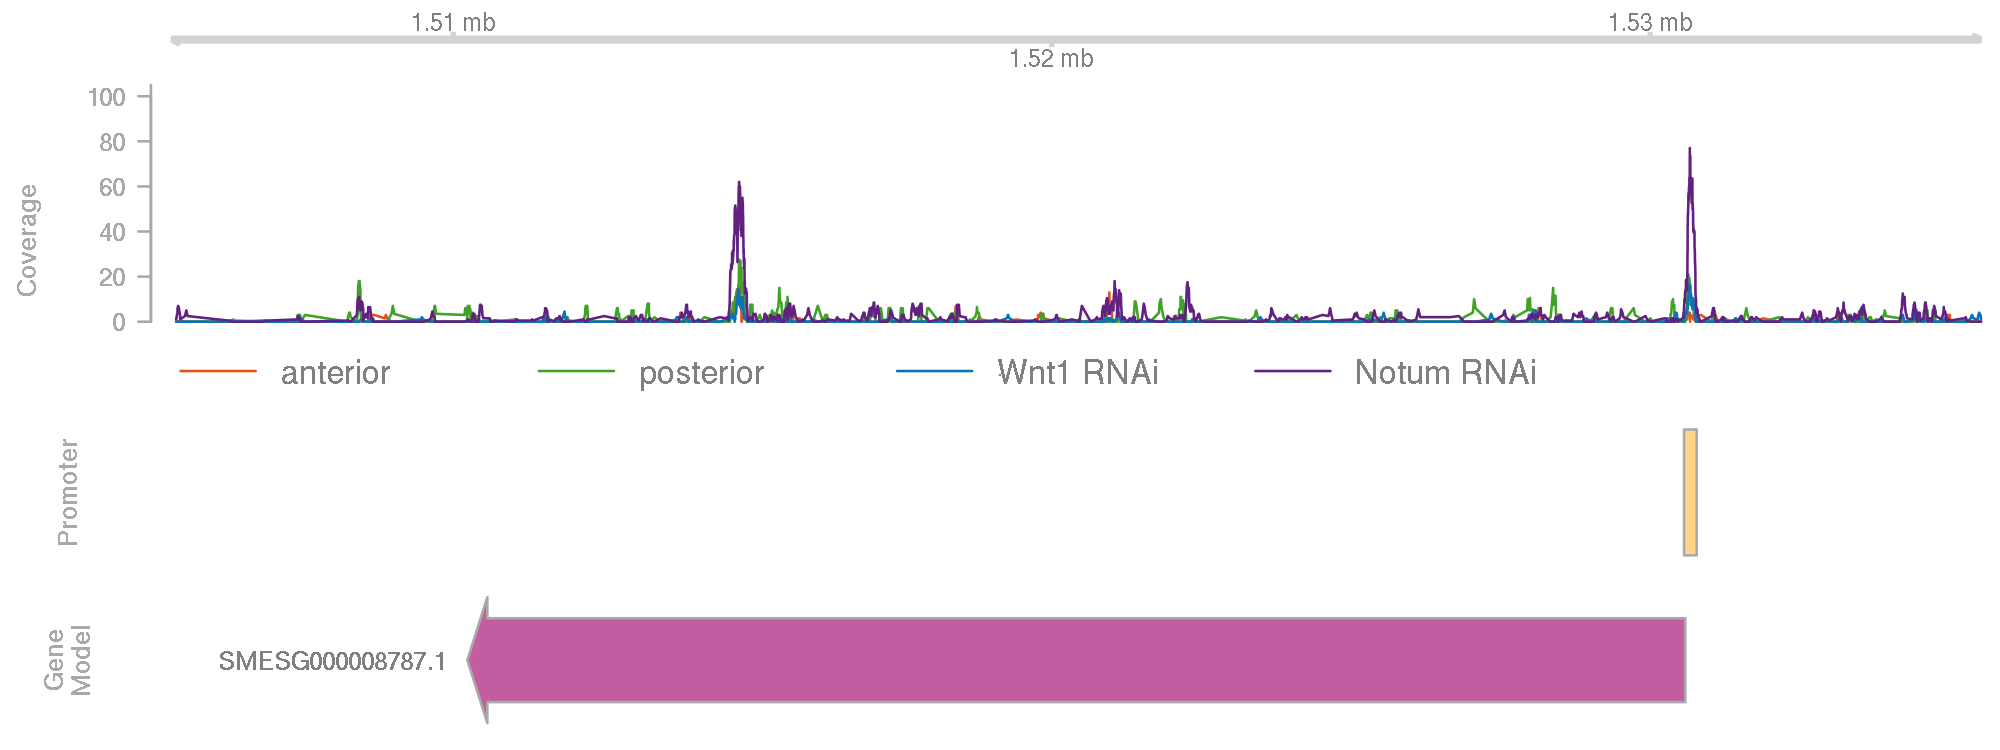 1.51 mb
1.53 mb
1.52 mb
100
80
60
40
20
0
Coverage
anterior
posterior
Wnt1 RNAi
Notum RNAi
Promoter
Gene
Model
SMESG000008787.1